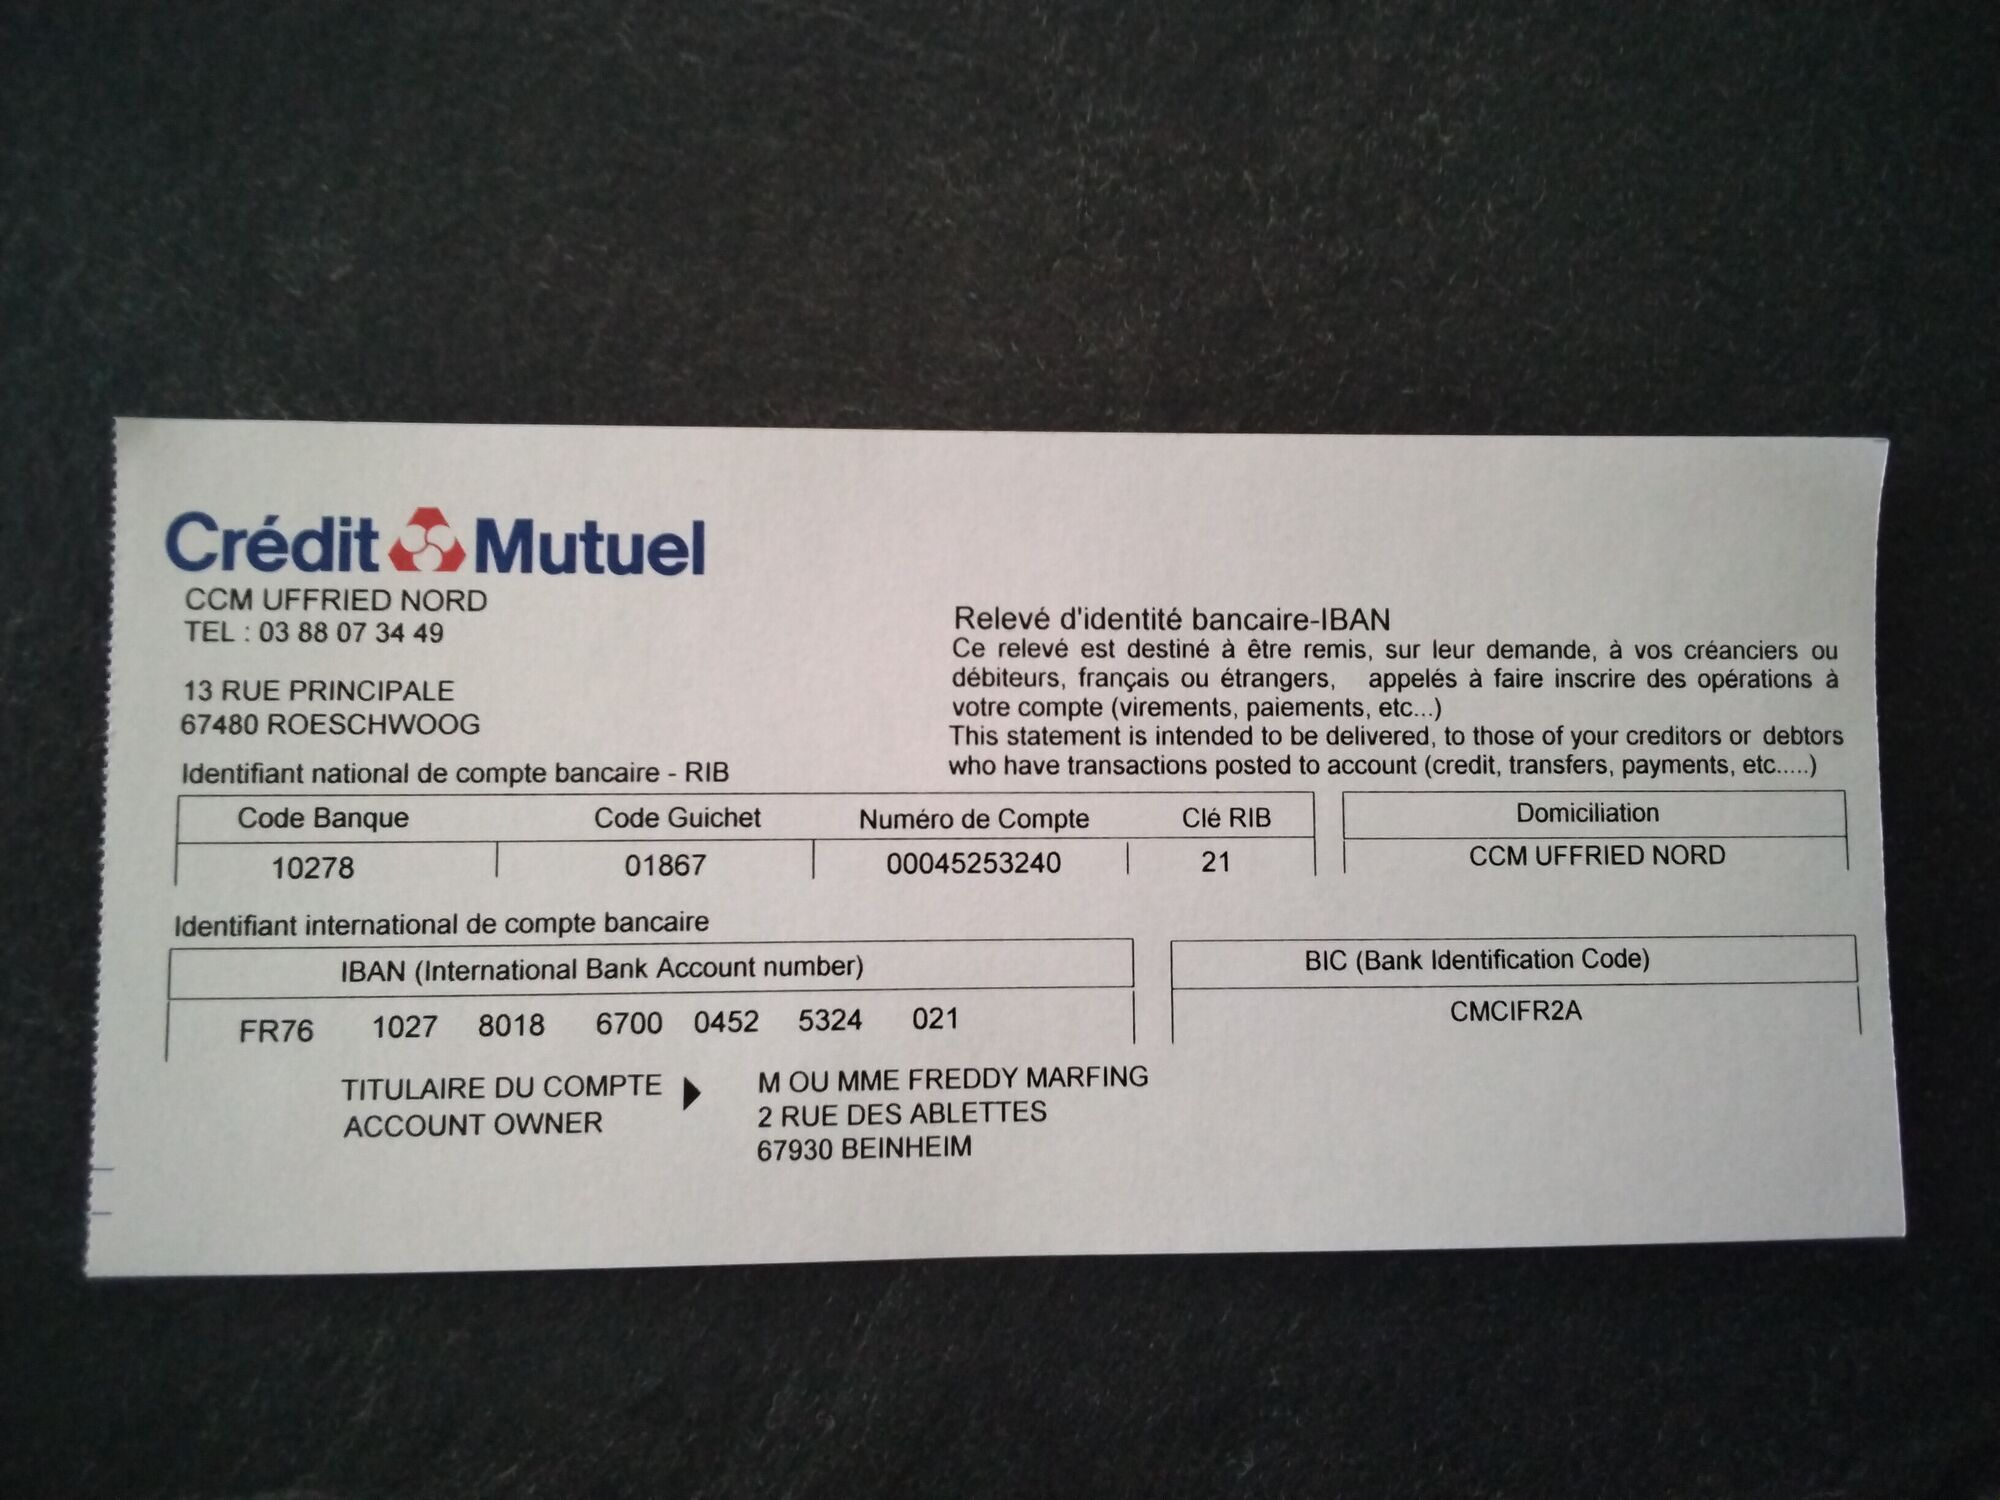 Crédit Mutuel
CCM UFFRIED NORD
TEL : 03 88 07 34 49
13 RUE PRINCIPALE
67480 ROESCHWOOG
Relevé d'identité bancaire-IBAN
Ce relevé est destiné à être remis, sur leur demande, à vos créanciers ou
débiteurs, français ou étrangers, appelés à faire inscrire des opérations à
votre compte (virements, paiements, etc...)
This statement is intended to be delivered, to those of your creditors or debtors
who have transactions posted to account (credit, transfers, payments, etc.....)
Identifiant national de compte bancaire - RIB
Code Banque Code Guichet Numéro de Compte Clé RIB Domiciliation
10278 01867 00045253240 21 CCM UFFRIED NORD
Identifiant international de compte bancaire
IBAN (International Bank Account number) BIC (Bank Identification Code)
FR76 1027 8018 6700 0452 5324 021 CMCIFR2A
TITULAIRE DU COMPTE M OU MME FREDDY MARFING
ACCOUNT OWNER 2 RUE DES ABLETTES
67930 BEINHEIM